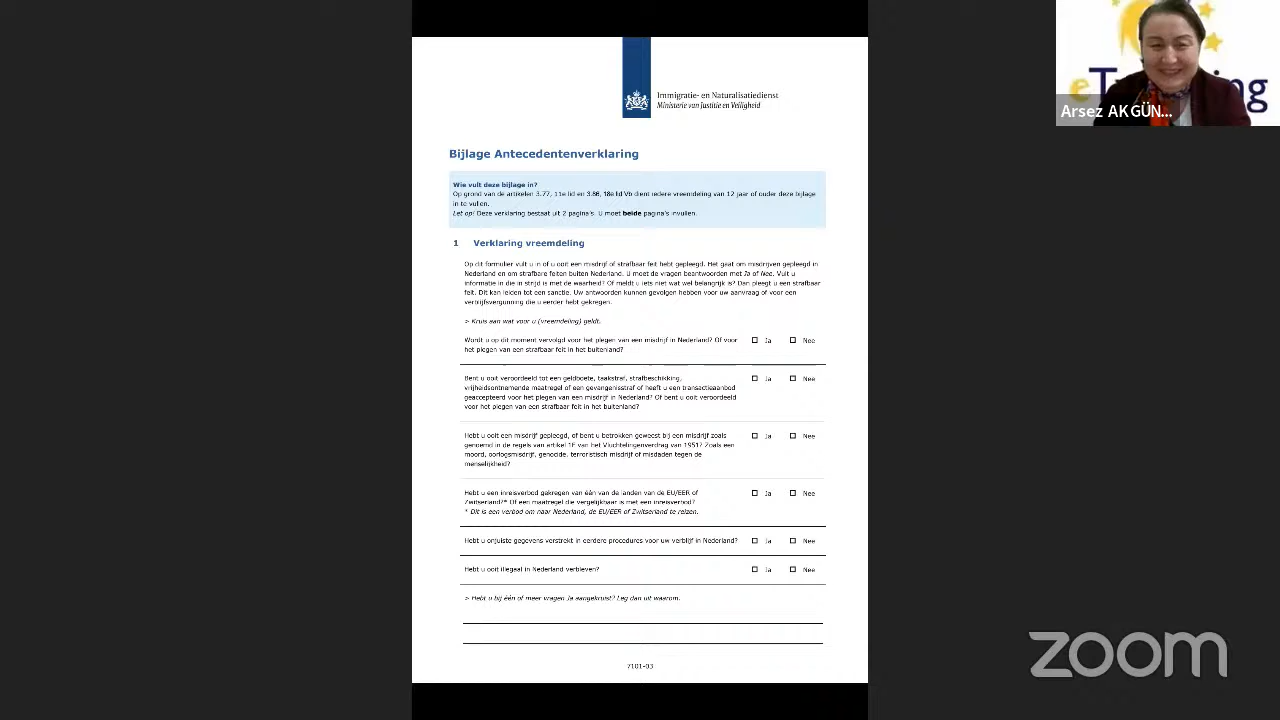 Immigratie- en Naturalisatiedienst
Ministerie van Justitie en Veiligheid
Bijlage Antecedentenverklaring
Wie vult deze bijlage in?
Op grond van de artikelen 3.77, 11e lid en 3.86, 18e lid Vb dient iedere vreemdeling van 12 jaar of ouder deze bijlage
in te vullen.
Let op! Deze verklaring bestaat uit 2 pagina's U moet beide pagina's invullen.
1 Verklaring vreemdeling
Op dit formulier vult u in of u ooit een misdrijf of strafbaar feit hebt gepleegd. Het gaat om misdrijven gepleegd in
Nederland en om strafbare feiten buiten Nederland. U moet de vragen beantwoorden met Ja of Nee. Vult u
informatie in die in strijd is met de waarheid? Of meldt u iets niet wat wel belangrijk is? Dan pleegt u een strafbaar
feit. Dit kan leiden tot een sanctie. Uw antwoorden kunnen gevolgen hebben voor uw aanvraag of voor een
verblijfsvergunning die u eerder hebt gekregen.
> Kruis aan wat voor u (vreemdeling) geldt.
Wordt u op dit moment vervolgd voor het plegen van een misdrijf in Nederland? Of voor
het plegen van een strafbaar feit in het buitenland?
Ja Nee
Bent u ooit veroordeeld tot een geldboete, taakstraf, strafbeschikking,
vrijheidsontnemende maatregel of een gevangenisstraf of heeft u een transactieaanbod
geaccepteerd voor het plegen van een misdrijf in Nederland? Of bent u ooit veroordeeld
voor het plegen van een strafbaar feit in het buitenland?
Ja Nee
Hebt u ooit een misdrijf gepleegd, of bent u betrokken geweest bij een misdrijf zoals
genoemd in de regels van artikel 1F van het Vluchtelingenverdrag van 1951? Zoals een
moord, oorlogsmisdrijf, genocide, terroristisch misdrijf of misdaden tegen de
menselijkheid?
Ja Nee
Hebt u een inreisverbod gekregen van één van de landen van de EU/EER of
Zwitserland?* Of een maatregel die vergelijkbaar is met een inreisverbod?
* Dit is een verbod om naar Nederland, de EU/EER of Zwitserland te reizen.
Ja Nee
Hebt u onjuiste gegevens verstrekt in eerdere procedures voor uw verblijf in Nederland?
Ja Nee
Hebt u ooit illegaal in Nederland verbleven?
Ja Nee
> Hebt u bij één of meer vragen Ja aangekruist? Leg dan uit waarom.
7101-03
Arsez AKGÜN...
zoom